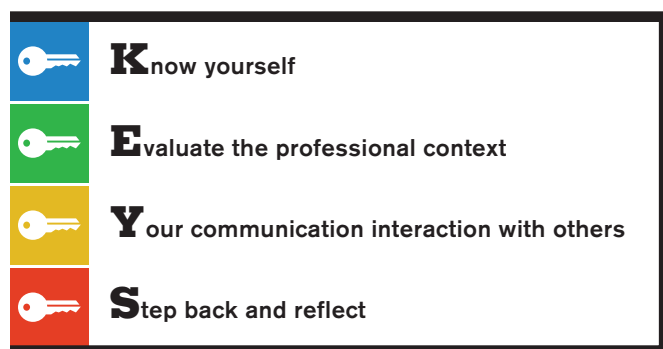 Know yourself
Evaluate the professional context
Your communication interaction with others
Step back and reflect